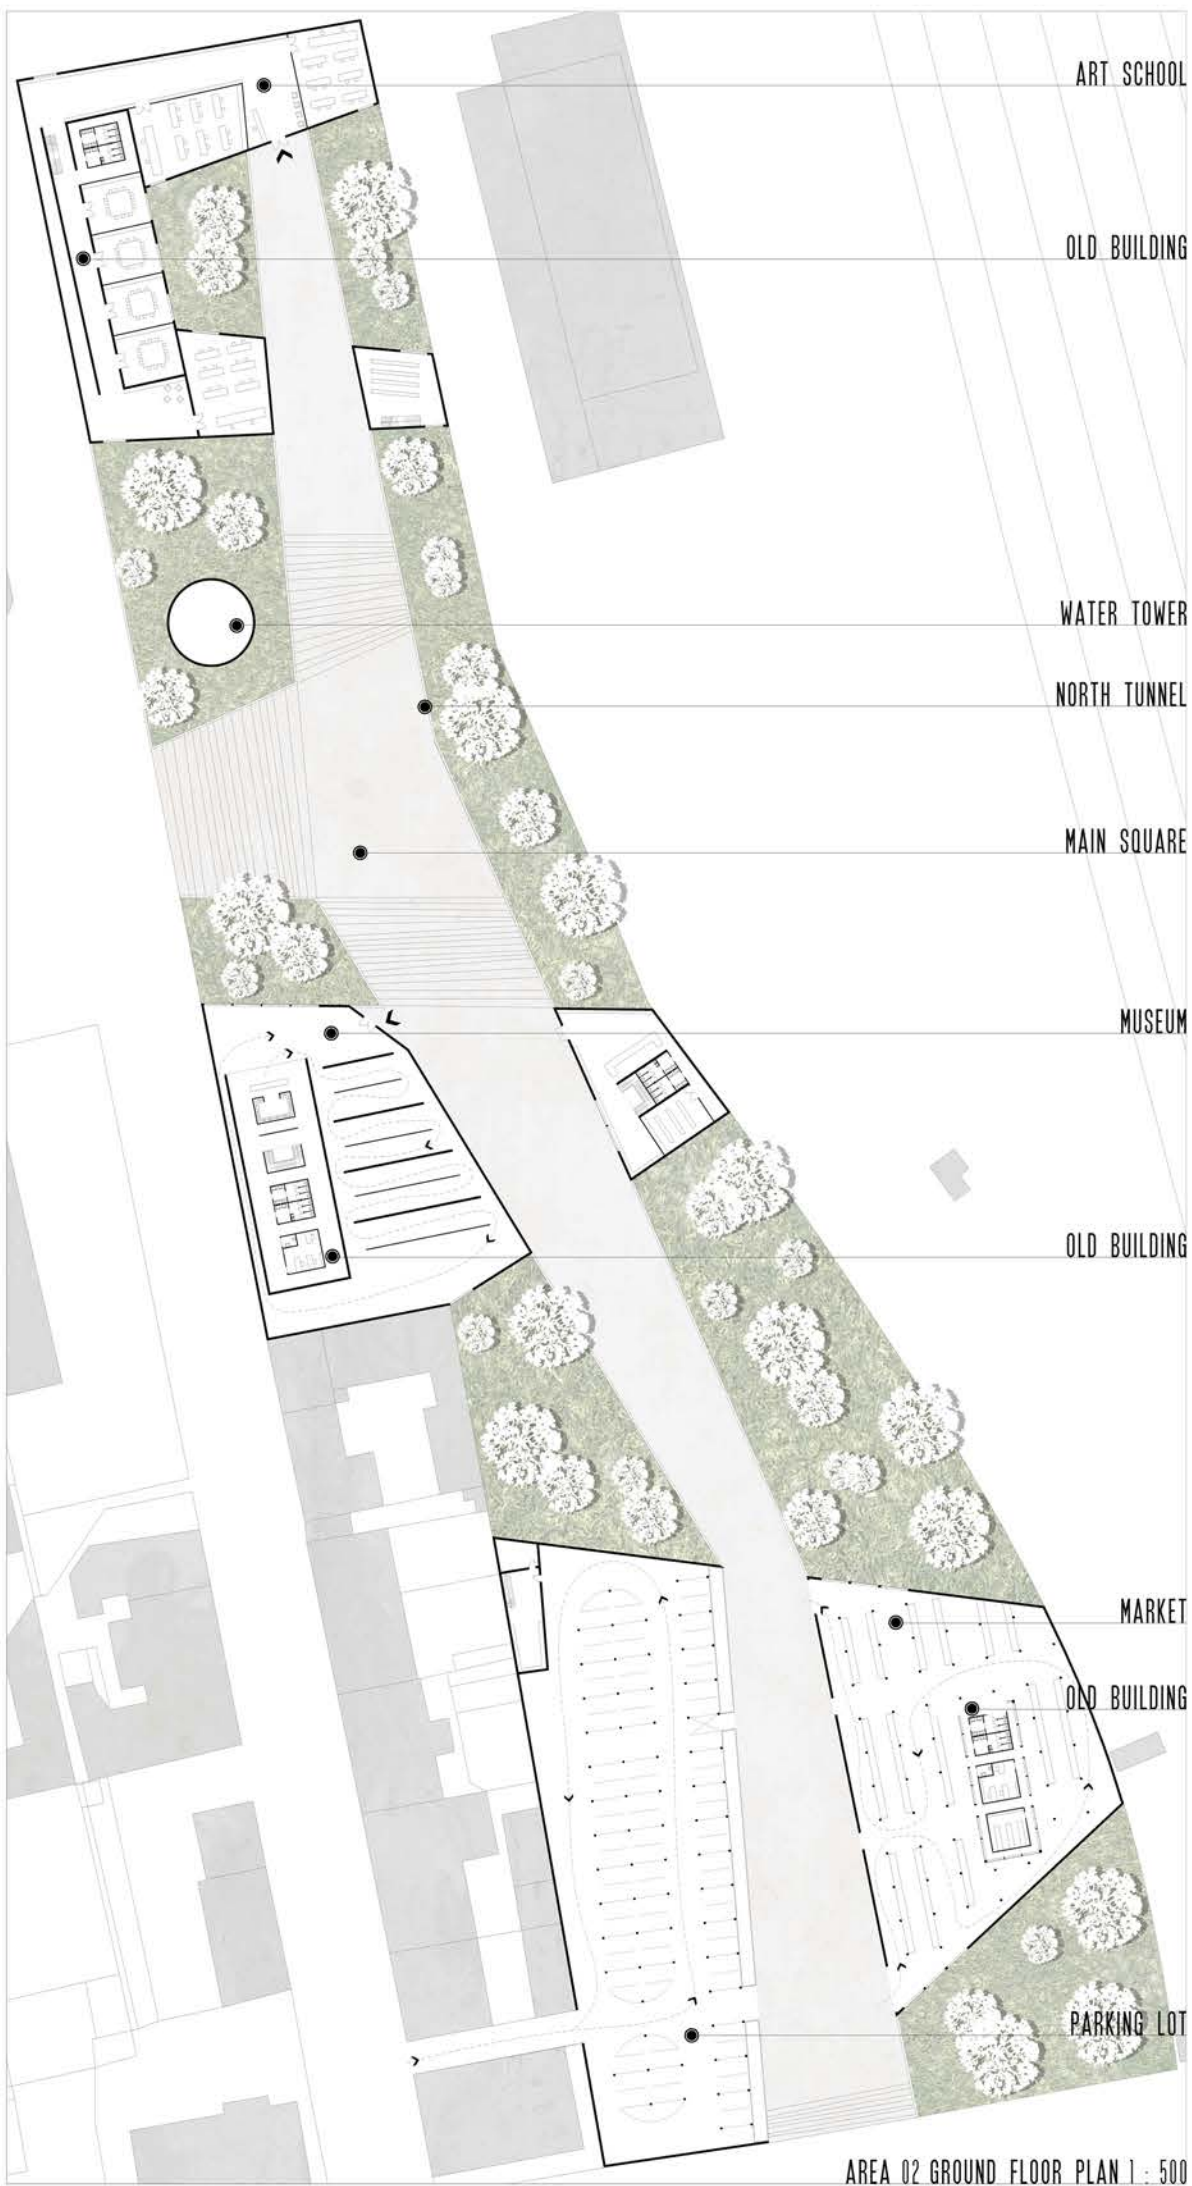 ART SCHOOL
OLD BUILDING
WATER TOWER
NORTH TUNNEL
MAIN SQUARE
MUSEUM
OLD BUILDING
MARKET
OLD BUILDING
PARKING LOT
AREA 02 GROUND FLOOR PLAN 1 : 500